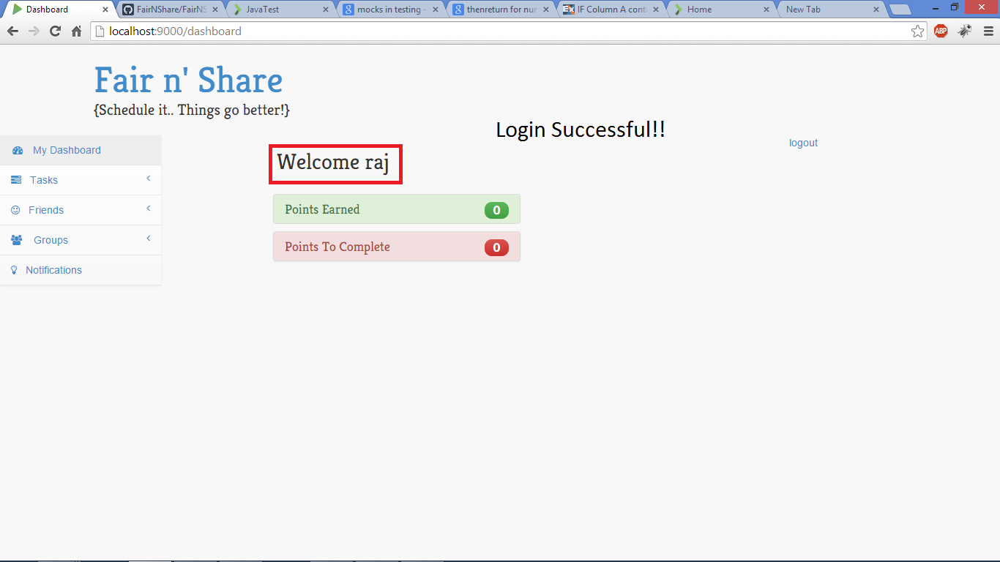 Dashboard
FairNShare/FairNS
JavaTest
mocks in testing -
thenreturn for nur
IF Column A cont
Home
New Tab
localhost:9000/dashboard
ABP
Fair n' Share
{Schedule it.. Things go better!}
Login Successful!!
logout
My Dashboard
Tasks
Friends
Groups
Notifications
Welcome raj
Points Earned 0
Points To Complete 0